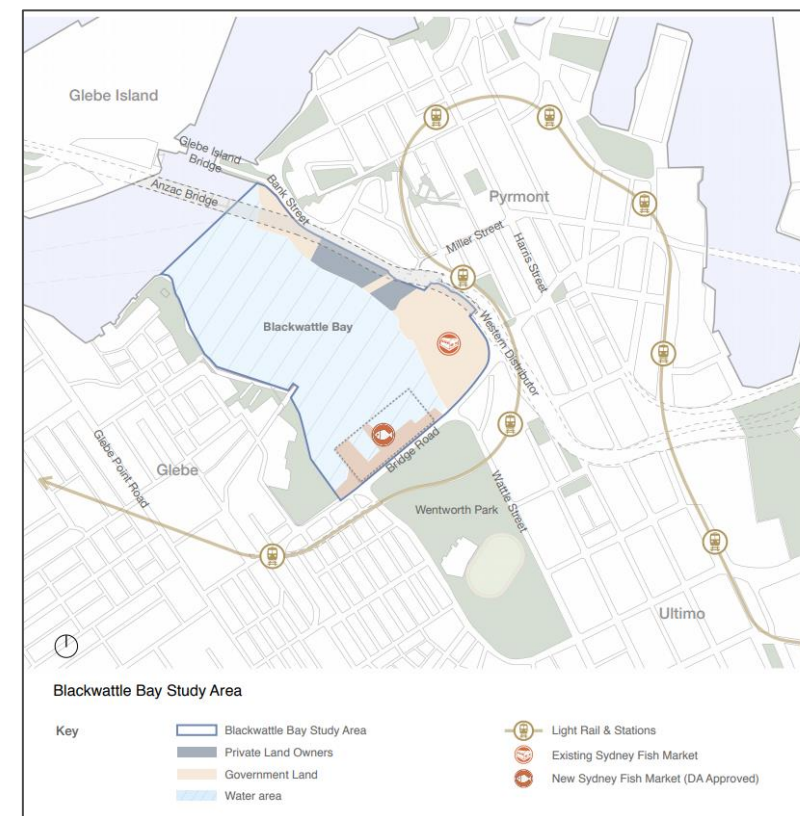 Glebe Island
Glebe Island
Bridge
Anzac Bridge
Bank Street
Pyrmont
Miller Street
Harris Street
Blackwattle Bay
Western Distributor
Bridge Road
Glebe Point Road
Glebe
Wentworth Park
Wattle Street
Ultimo
Blackwattle Bay Study Area
Key
Blackwattle Bay Study Area
Private Land Owners
Government Land
Water area
Light Rail & Stations
Existing Sydney Fish Market
New Sydney Fish Market (DA Approved)